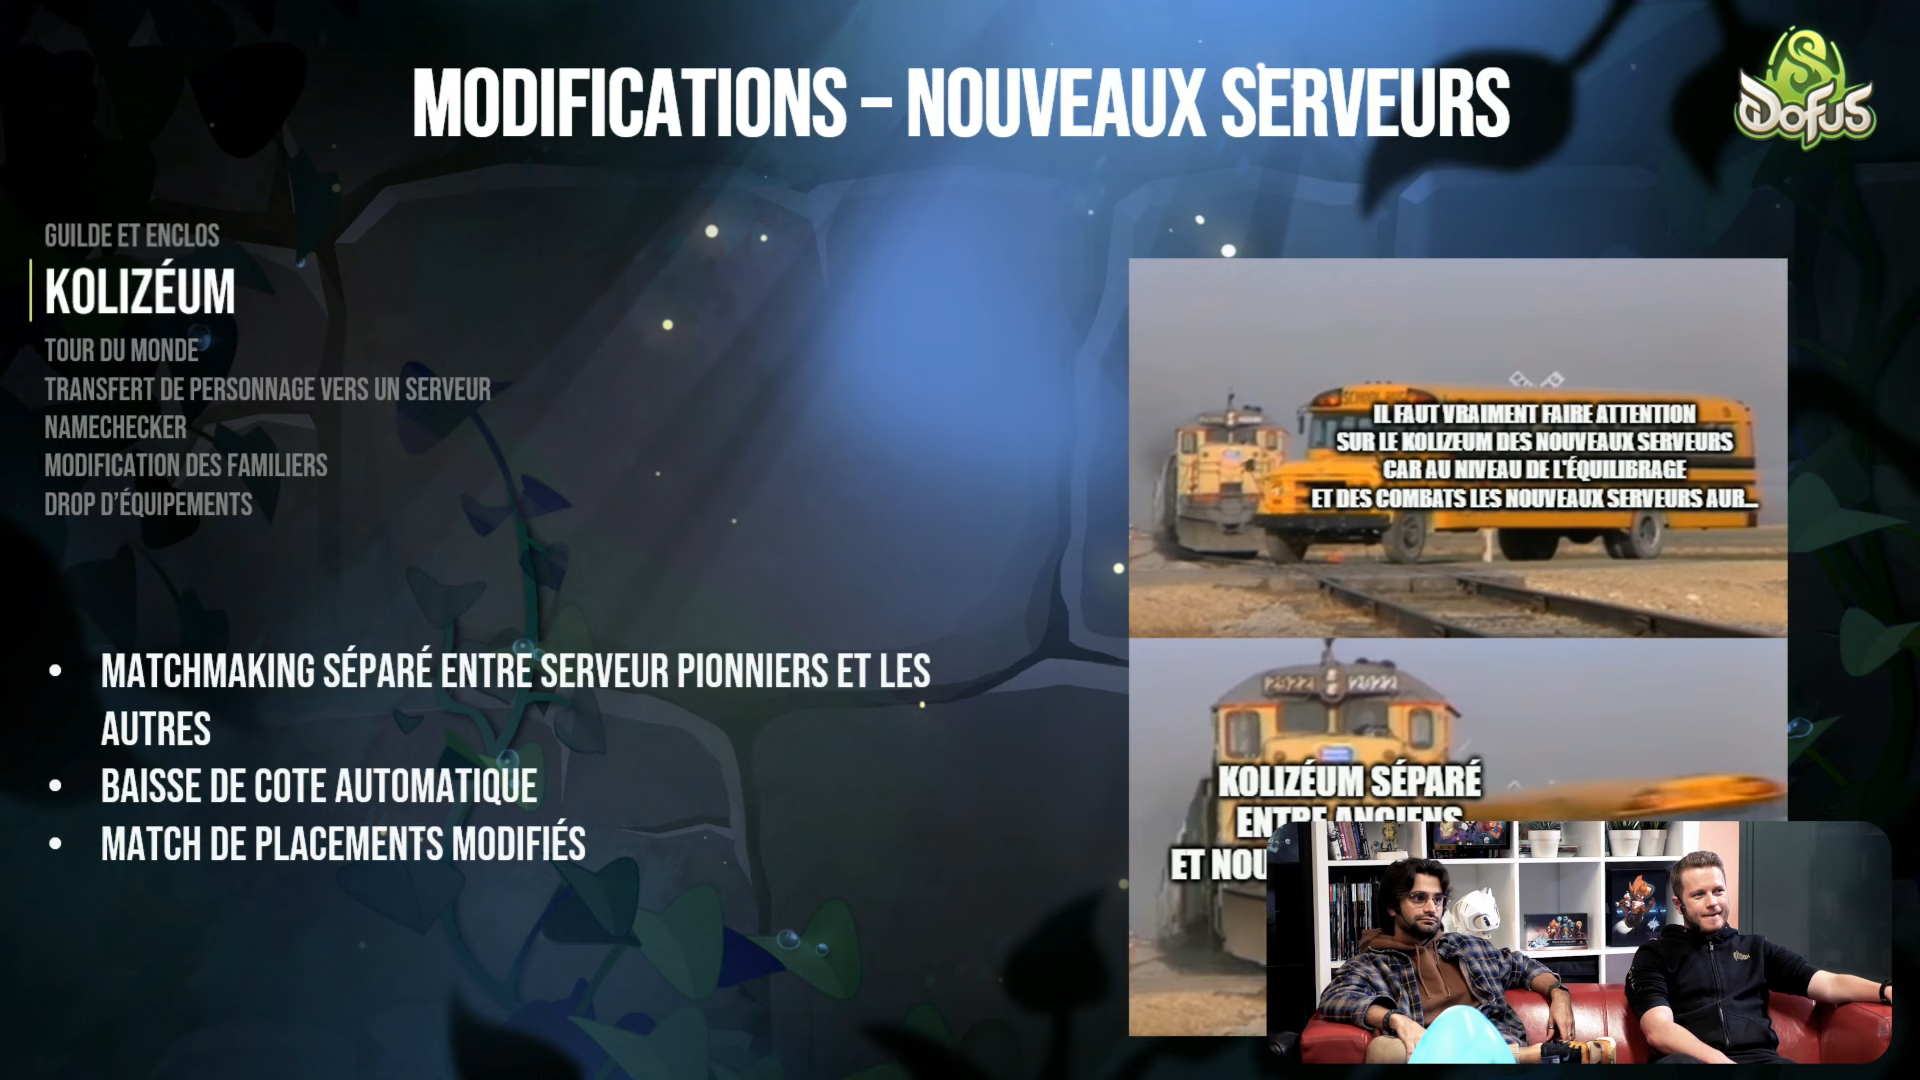 MODIFICATIONS – NOUVEAUX SERVEURS
DOFUS
GUILDE ET ENCLOS
KOLIZÉUM
TOUR DU MONDE
TRANSFERT DE PERSONNAGE VERS UN SERVEUR
NAMECHECKER
MODIFICATION DES FAMILIERS
DROP D'ÉQUIPEMENTS
• MATCHMAKING SÉPARÉ ENTRE SERVEUR PIONNIERS ET LES
AUTRES
• BAISSE DE COTE AUTOMATIQUE
• MATCH DE PLACEMENTS MODIFIÉS
IL FAUT VRAIMENT FAIRE ATTENTION
SUR LE KOLIZEUM DES NOUVEAUX SERVEURS
CAR AU NIVEAU DE L'ÉQUILIBRAGE
ET DES COMBATS LES NOUVEAUX SERVEURS AUR...
KOLIZÉUM SÉPARÉ
ENTRE ANCIENS
ET NOU